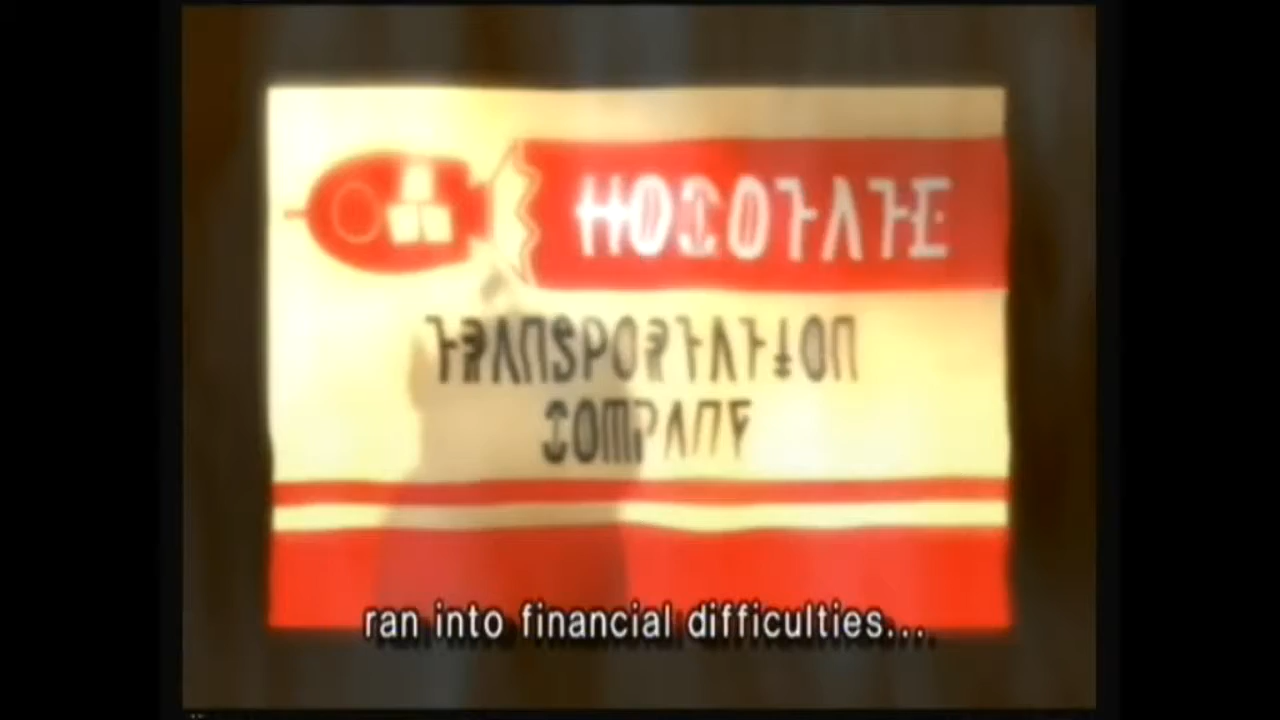 HOCOTATE
TRANSPORTATION
COMPANY
ran into financial difficulties...